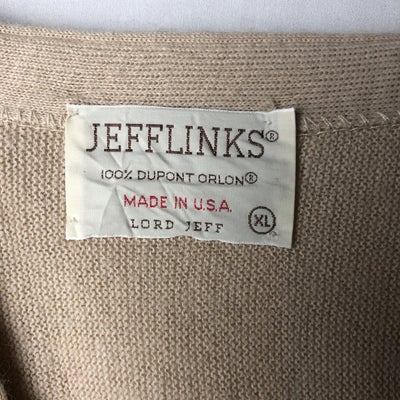 JEFFLINKS®
100% DUPONT ORLON®
MADE IN U.S.A.
LORD JEFF
XL